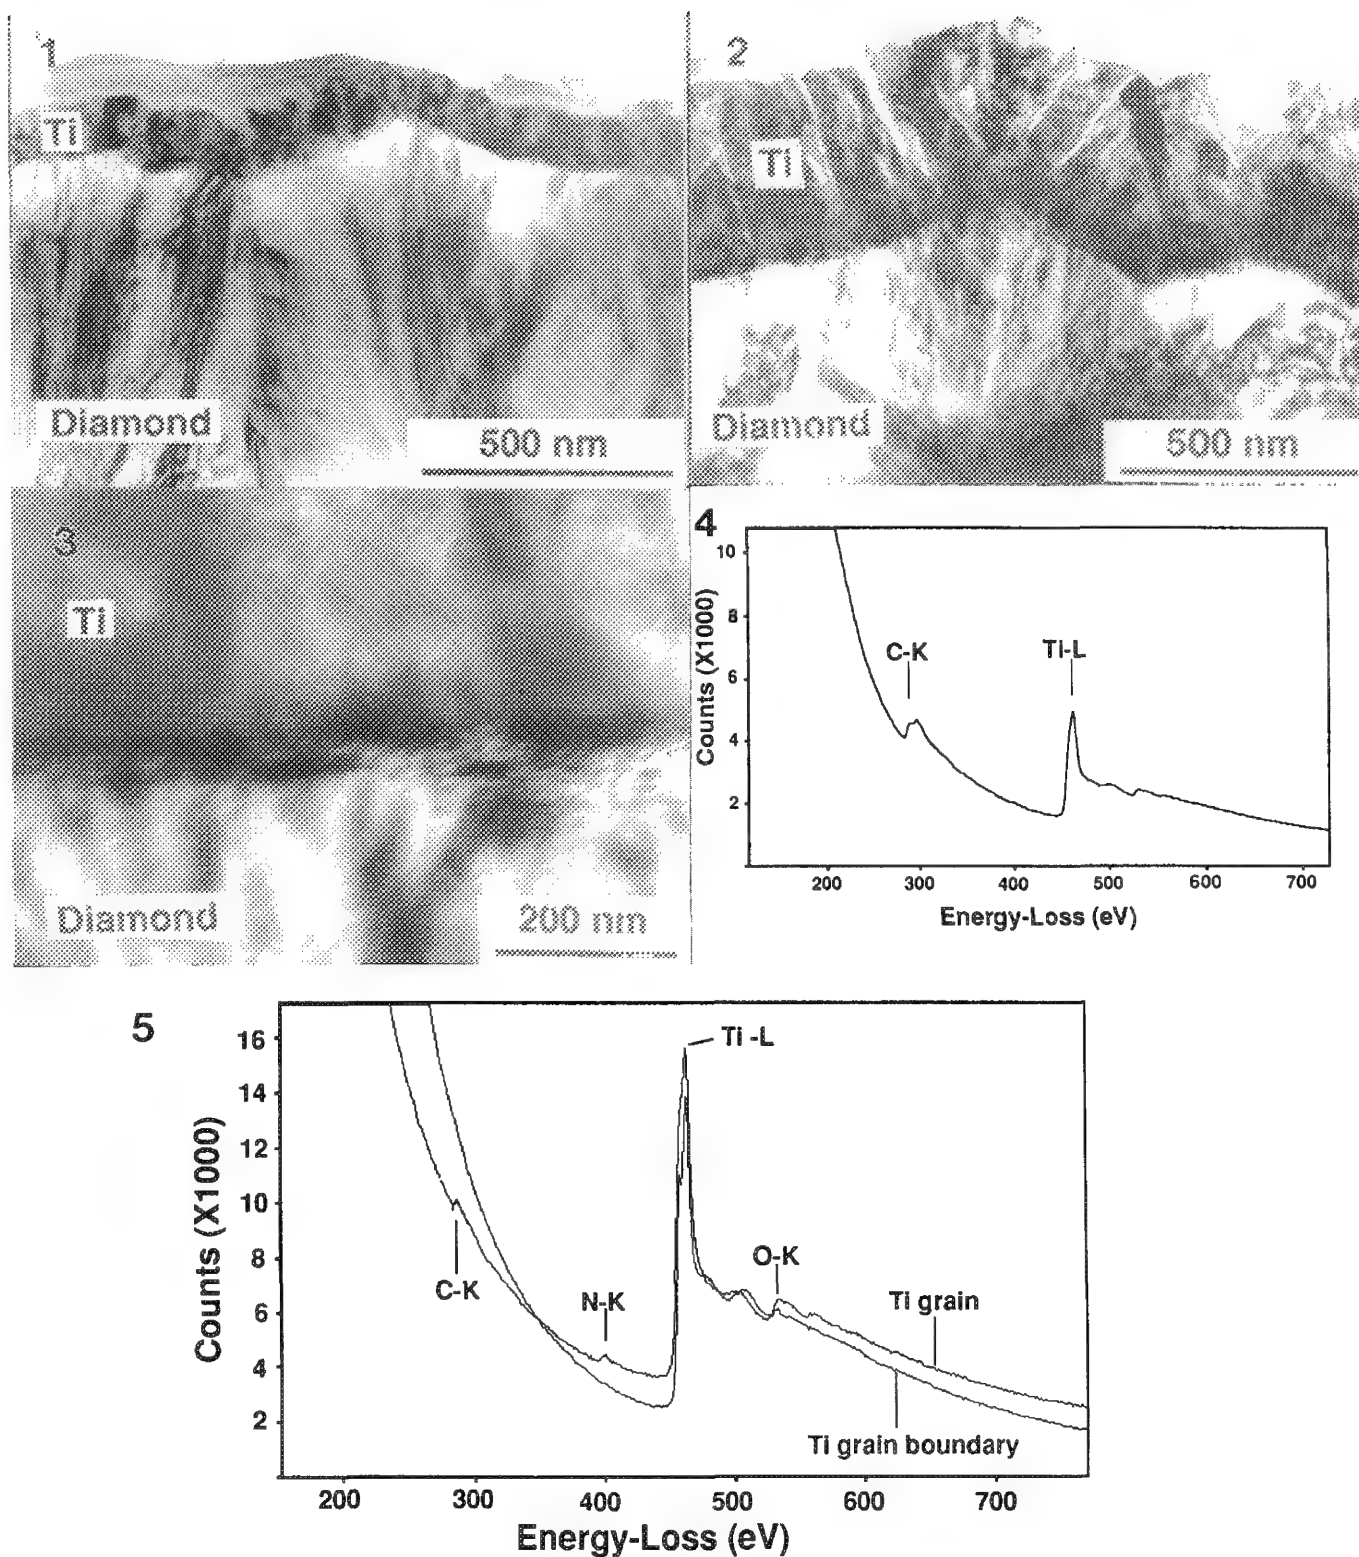 1
Ti
Diamond
500 nm
2
Ti
Diamond
500 nm
3
Ti
Diamond
200 nm
4
10
8
6
4
2
Counts (X1000)
C-K
Ti-L
200
300
400
500
600
700
Energy-Loss (eV)
5
16
14
12
10
8
6
4
2
Counts (X1000)
Ti -L
C-K
N-K
O-K
Ti grain
Ti grain boundary
200
300
400
500
600
700
Energy-Loss (eV)